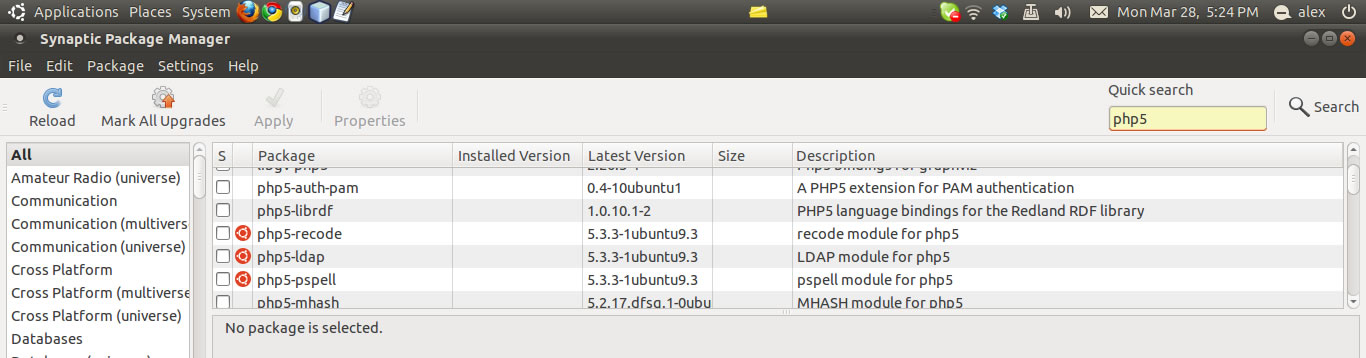 Applications Places System Mon Mar 28, 5:24 PM alex
Synaptic Package Manager
File Edit Package Settings Help
Reload Mark All Upgrades Apply Properties Quick search php5 Search
All
Amateur Radio (universe)
Communication
Communication (multivers
Communication (universe)
Cross Platform
Cross Platform (multiverse
Cross Platform (universe)
Databases
S Package Installed Version Latest Version Size Description
php5-auth-pam 0.4-10ubuntu1 A PHP5 extension for PAM authentication
php5-librdf 1.0.10.1-2 PHP5 language bindings for the Redland RDF library
php5-recode 5.3.3-1ubuntu9.3 recode module for php5
php5-ldap 5.3.3-1ubuntu9.3 LDAP module for php5
php5-pspell 5.3.3-1ubuntu9.3 pspell module for php5
php5-mhash 5.2.17.dfsg.1-0ubu MHASH module for php5
No package is selected.